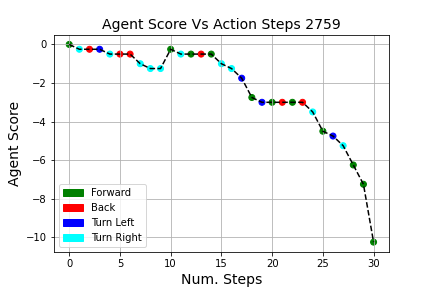 Agent Score Vs Action Steps 2759
Agent Score
0
−2
−4
−6
−8
−10
Forward
Back
Turn Left
Turn Right
0 5 10 15 20 25 30
Num. Steps